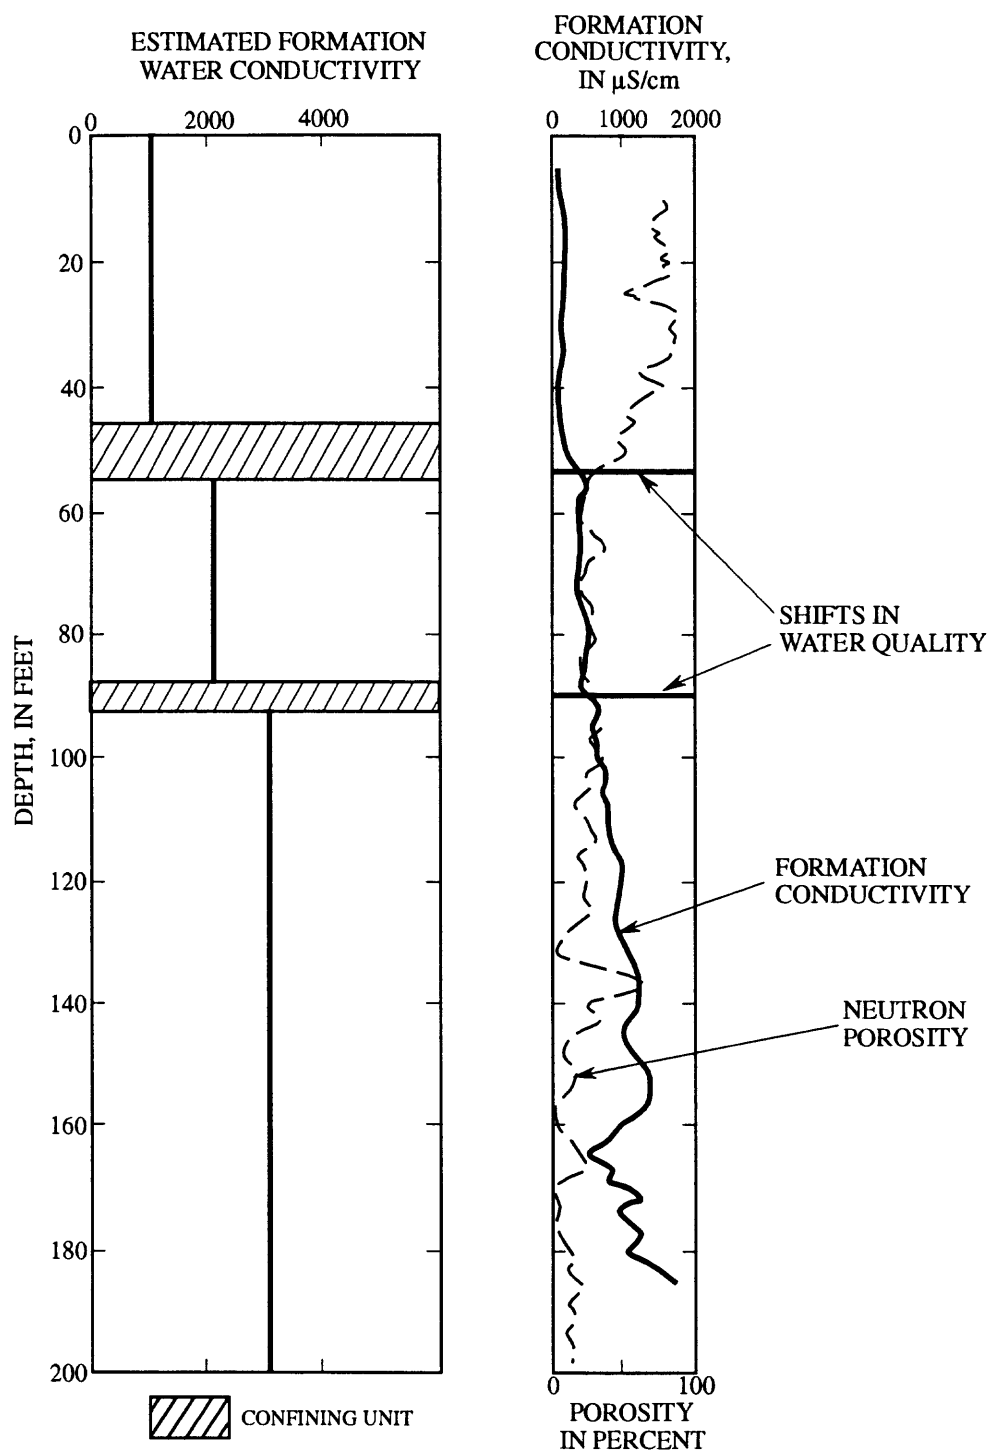 ESTIMATED FORMATION
WATER CONDUCTIVITY
0 2000 4000
0
20
40
60
80
100
120
140
160
180
200
DEPTH, IN FEET
CONFINING UNIT
FORMATION
CONDUCTIVITY,
IN µS/cm
0 1000 2000
SHIFTS IN
WATER QUALITY
FORMATION
CONDUCTIVITY
NEUTRON
POROSITY
0 100
POROSITY
IN PERCENT